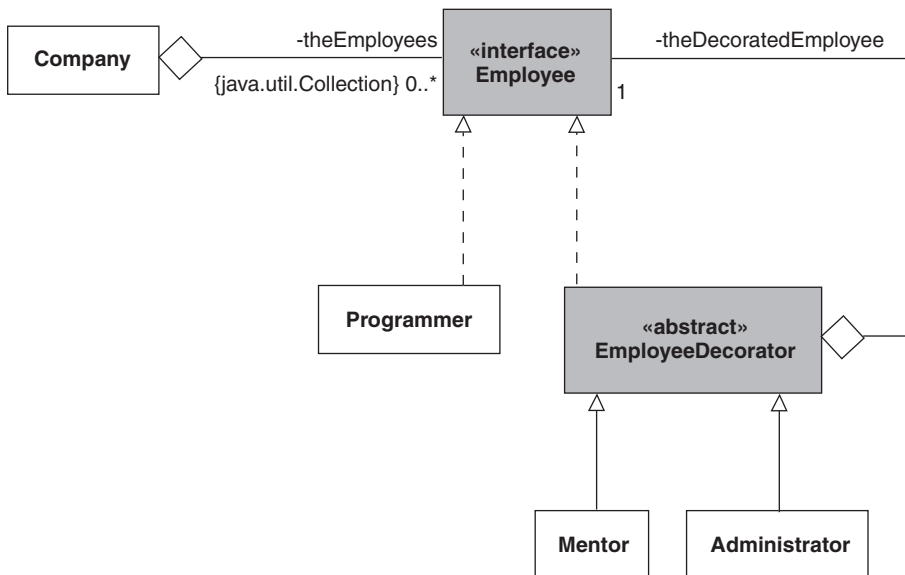 -theEmployees
«interface»
Employee
-theDecoratedEmployee
Company
{java.util.Collection} 0..*
1
Programmer
«abstract»
EmployeeDecorator
Mentor
Administrator